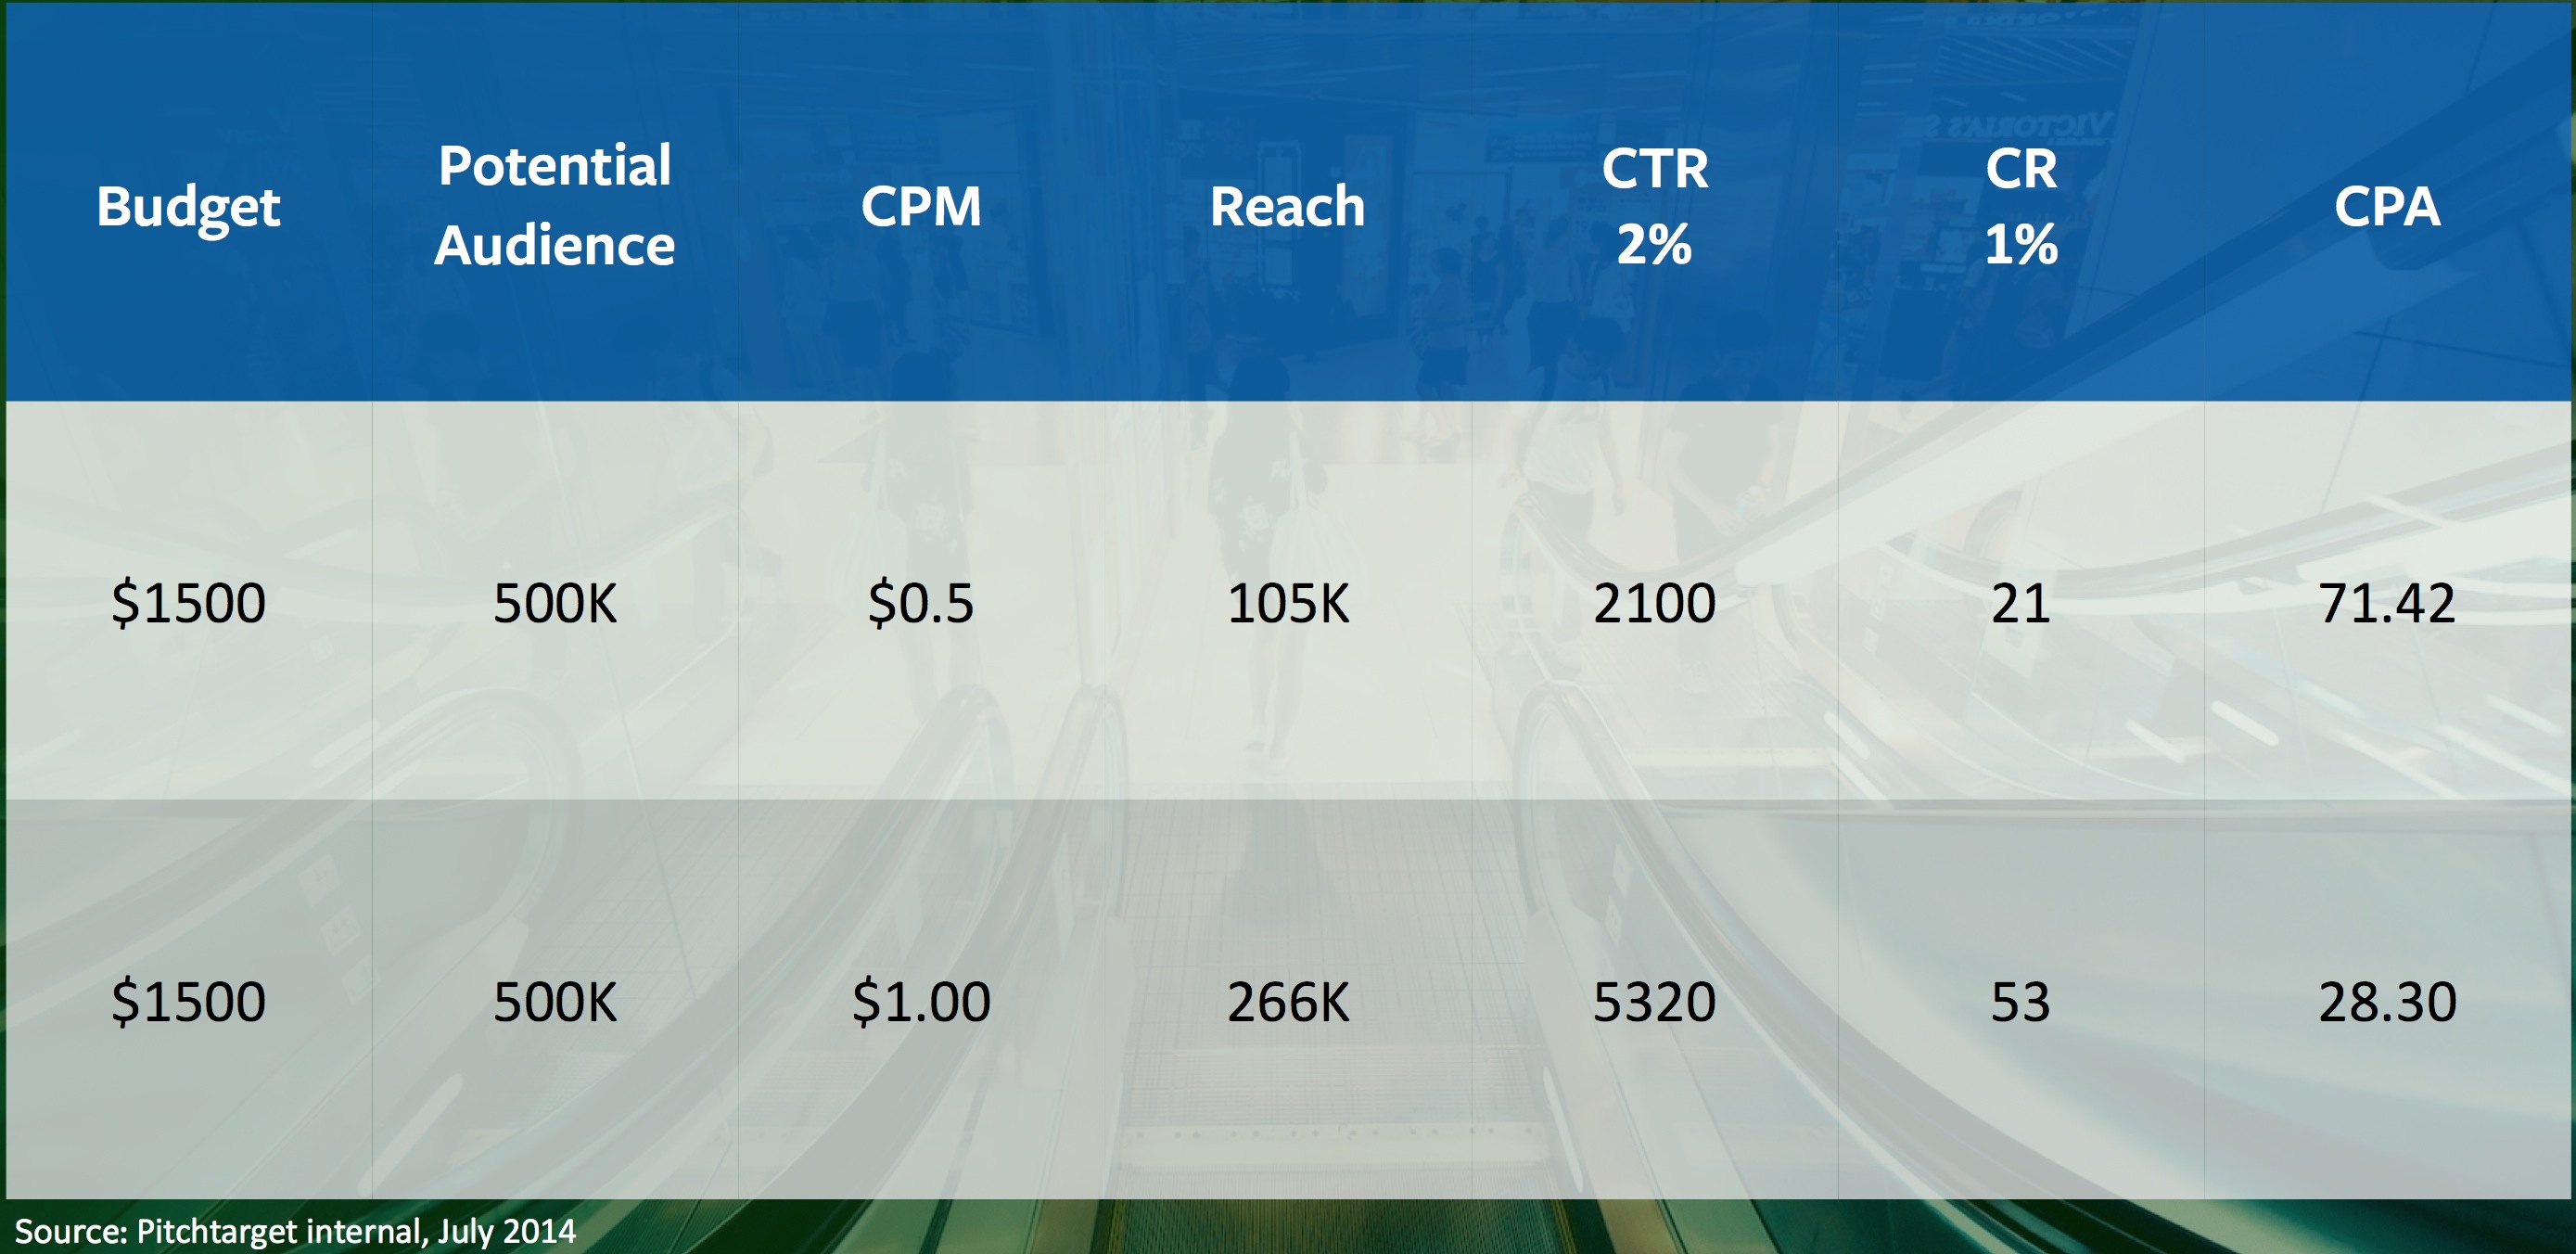 Budget
Potential
Audience
CPM
Reach
CTR
2%
CR
1%
CPA
$1500
500K
$0.5
105K
2100
21
71.42
$1500
500K
$1.00
266K
5320
53
28.30
Source: Pitchtarget internal, July 2014